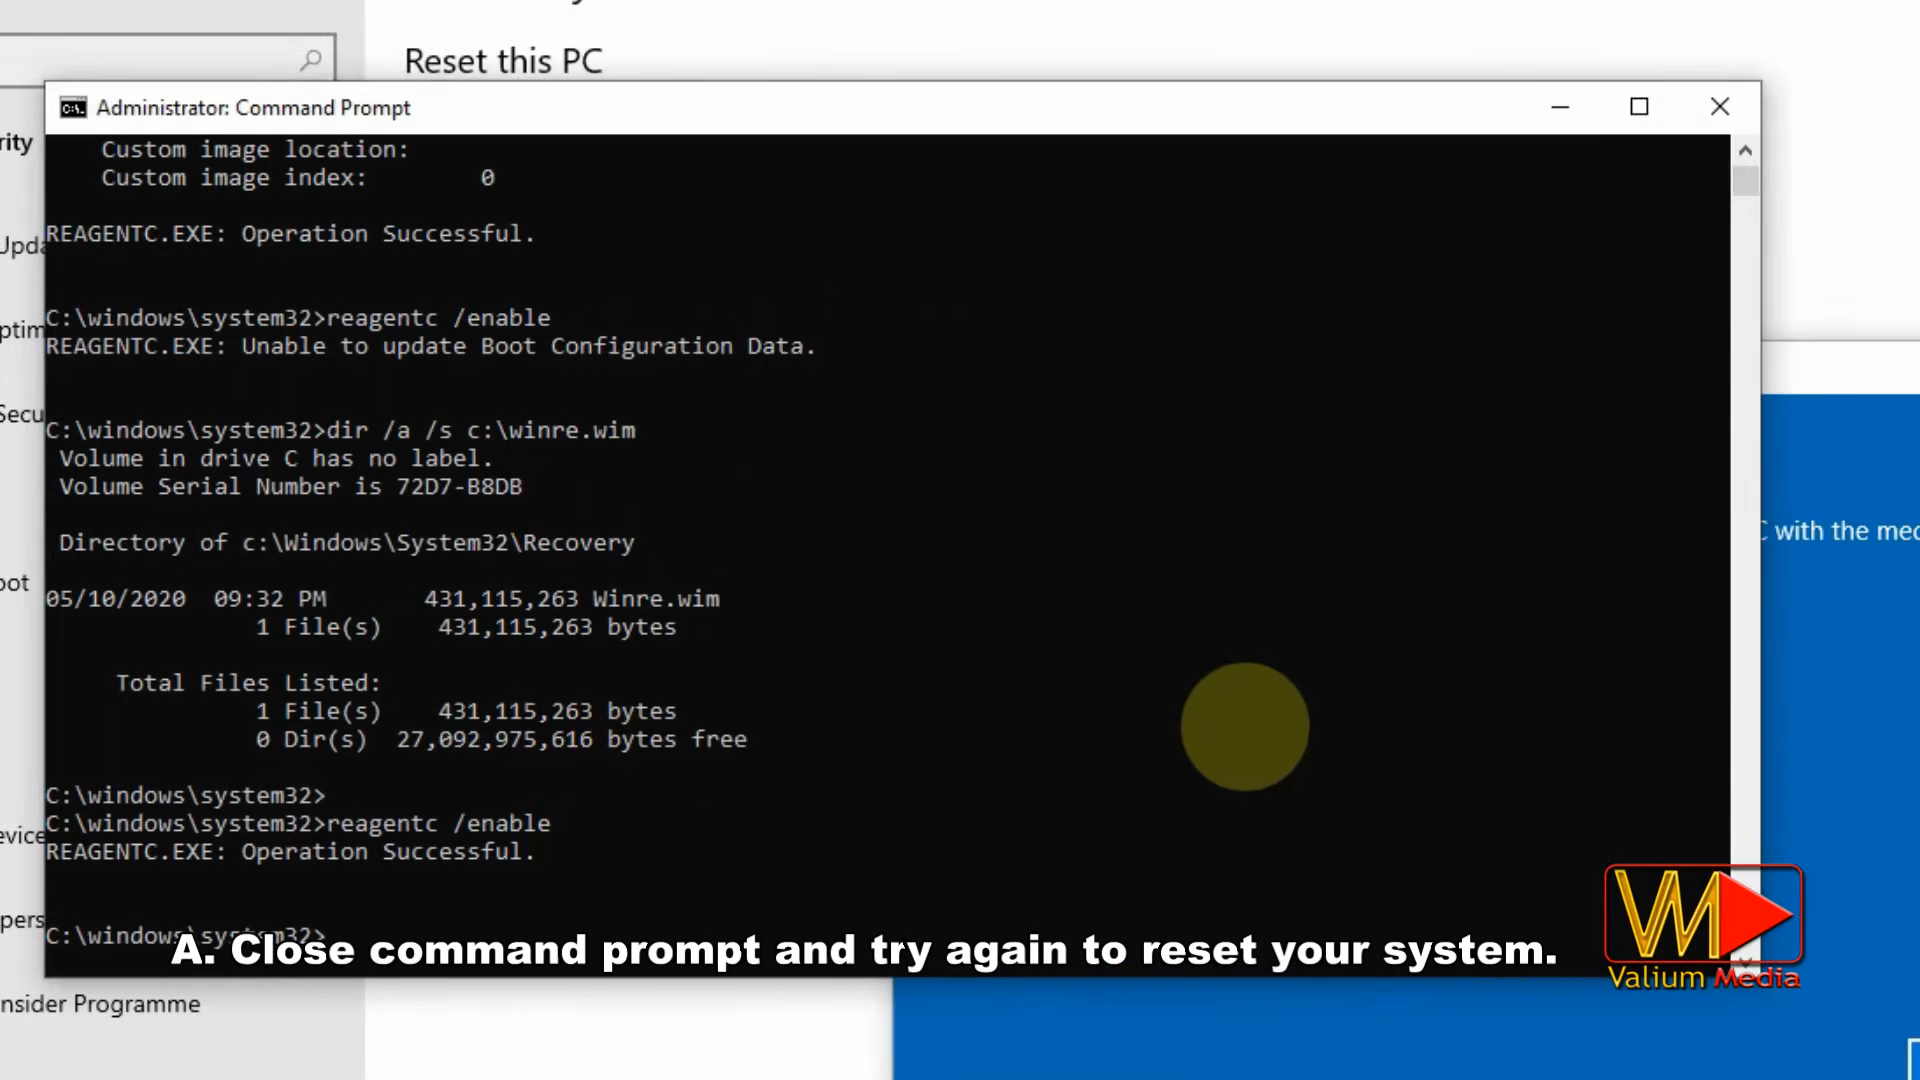 Reset this PC
Administrator: Command Prompt
Custom image location:
Custom image index: 0
REAGENTC.EXE: Operation Successful.
C:\windows\system32>reagentc /enable
REAGENTC.EXE: Unable to update Boot Configuration Data.
C:\windows\system32>dir /a /s c:\winre.wim
Volume in drive C has no label.
Volume Serial Number is 72D7-B8DB
Directory of c:\Windows\System32\Recovery
05/10/2020 09:32 PM 431,115,263 Winre.wim
1 File(s) 431,115,263 bytes
Total Files Listed:
1 File(s) 431,115,263 bytes
0 Dir(s) 27,092,975,616 bytes free
C:\windows\system32>
C:\windows\system32>reagentc /enable
REAGENTC.EXE: Operation Successful.
C:\windows\system32>
A. Close command prompt and try again to reset your system.
rity
Upda
ptim
Secu
oot
evice
pers
nsider Programme
C with the med
VM
Valium Media